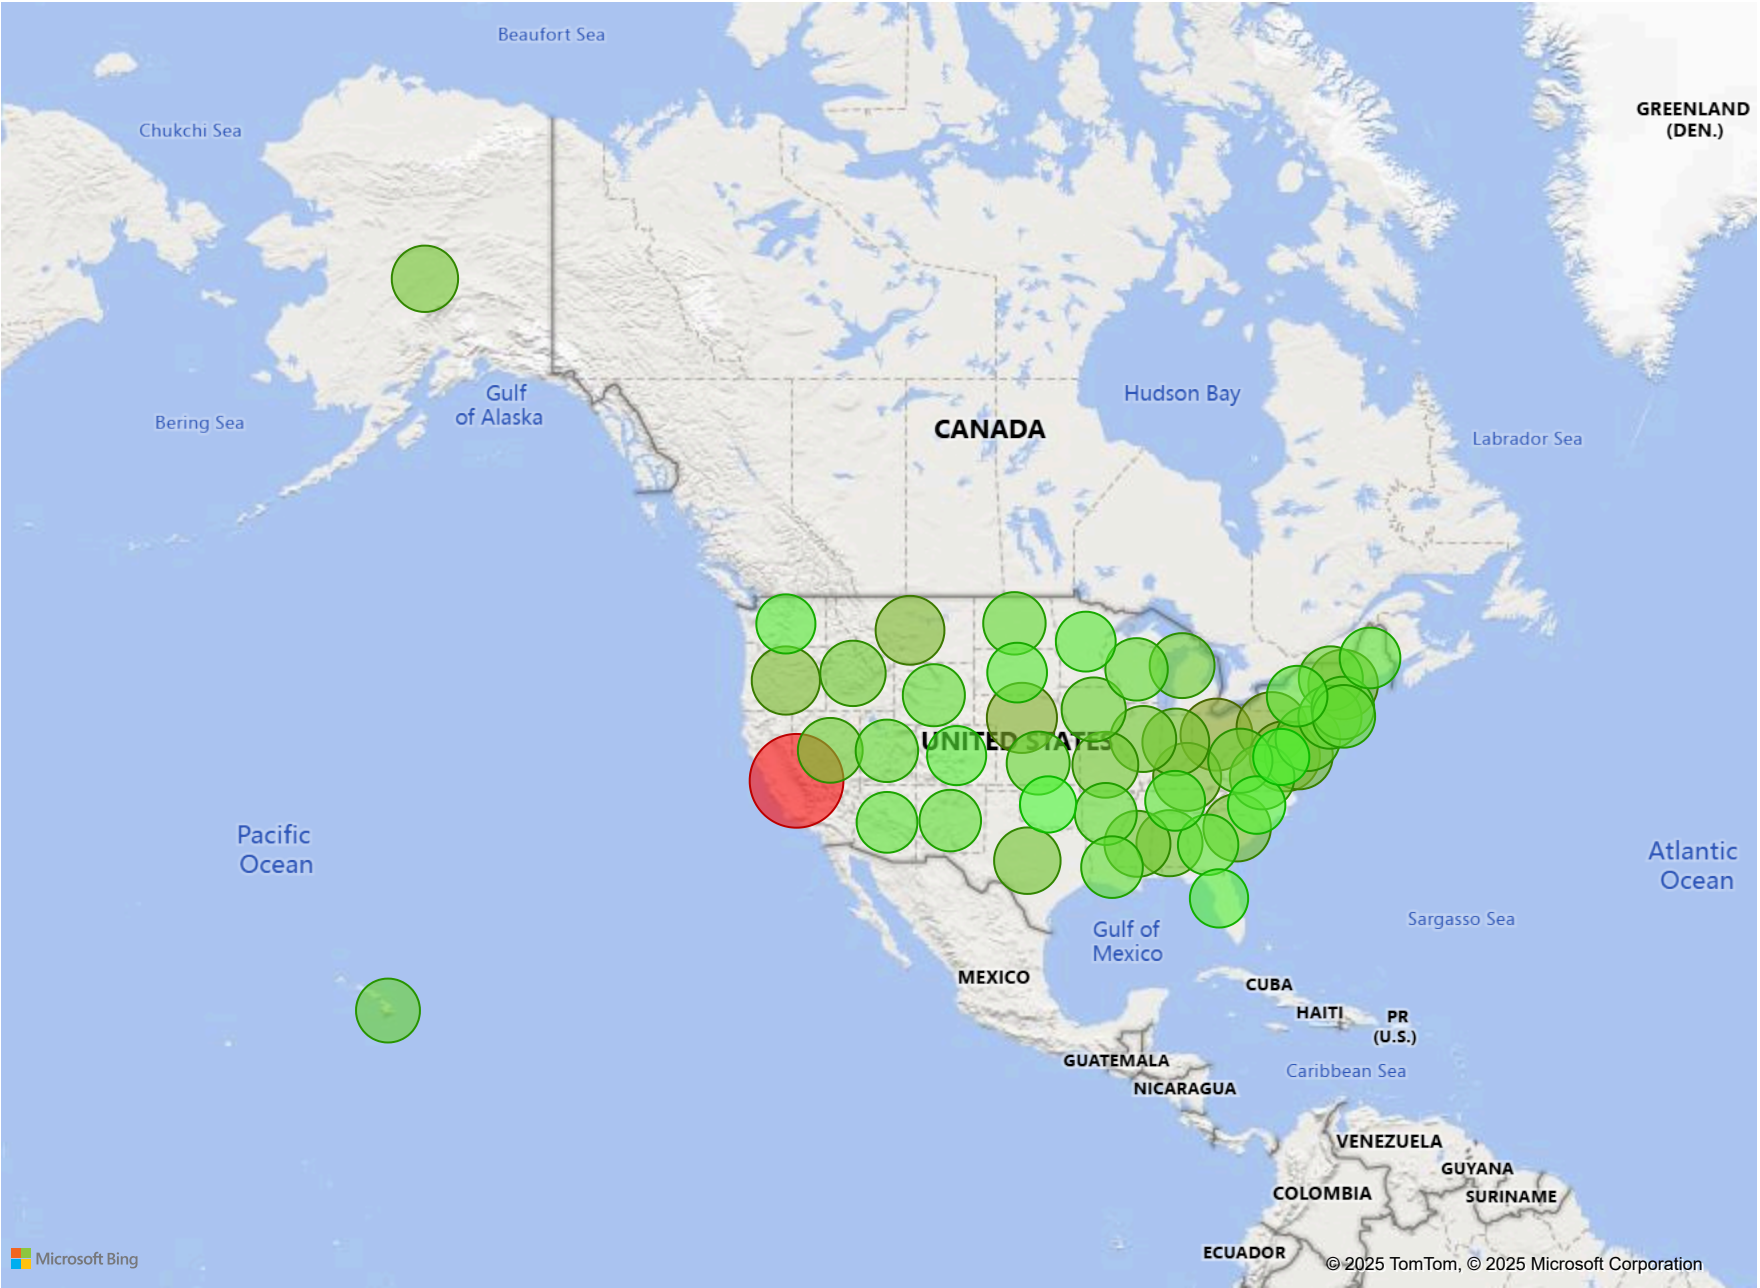 Beaufort Sea
Chukchi Sea
GREENLAND
(DEN.)
Gulf
of Alaska
Hudson Bay
Bering Sea
CANADA
Labrador Sea
UNITED STATES
Pacific
Ocean
Atlantic
Ocean
Gulf of
Mexico
Sargasso Sea
MEXICO
CUBA
HAITI
PR
(U.S.)
GUATEMALA
Caribbean Sea
NICARAGUA
VENEZUELA
GUYANA
COLOMBIA
SURINAME
ECUADOR
Microsoft Bing
© 2025 TomTom, © 2025 Microsoft Corporation